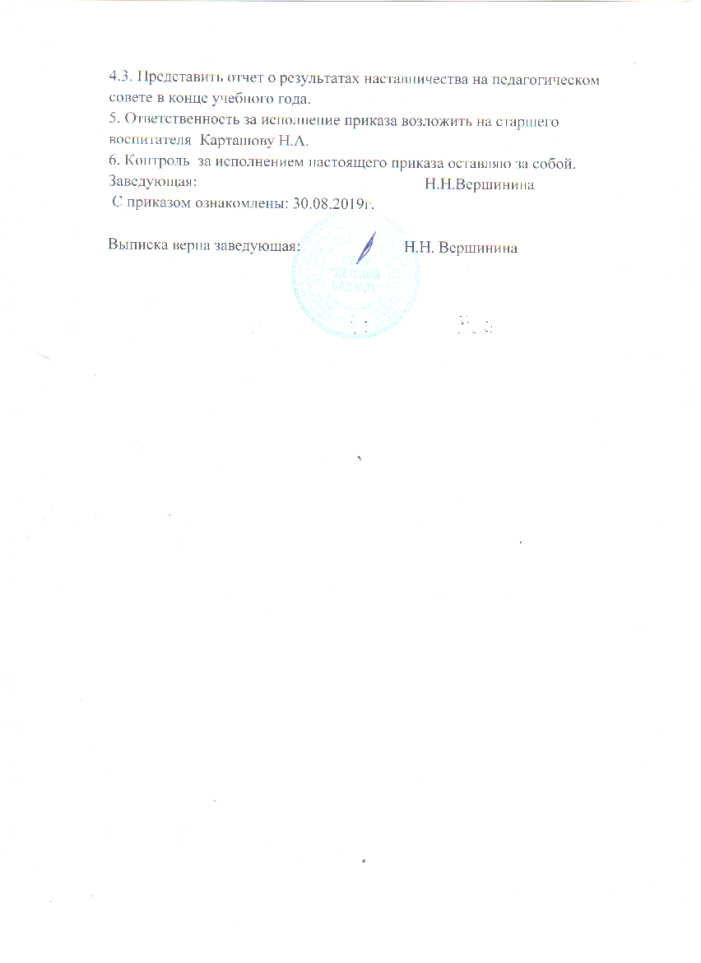 4.3. Представить отчет о результатах наставничества на педагогическом
совете в конце учебного года.
5. Ответственность за исполнение приказа возложить на старшего
воспитателя Карташову Н.А.
6. Контроль за исполнением настоящего приказа оставляю за собой.
Заведующая: Н.Н.Вершинина
С приказом ознакомлены: 30.08.2019г.
Выписка верна заведующая: Н.Н. Вершинина
"ДЕТСКИЙ